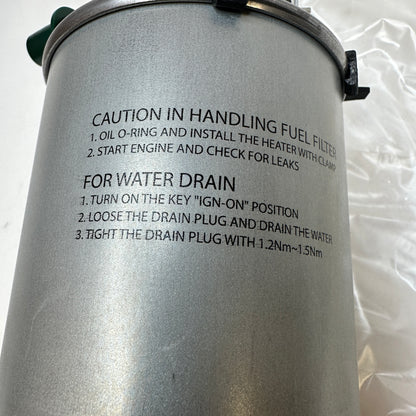 CAUTION IN HANDLING FUEL FILTER
1. OIL O-RING AND INSTALL THE HEATER WITH CLAMP
2. START ENGINE AND CHECK FOR LEAKS
FOR WATER DRAIN
1. TURN ON THE KEY "IGN-ON" POSITION
2. LOOSE THE DRAIN PLUG AND DRAIN THE WATER
3. TIGHT THE DRAIN PLUG WITH 1.2Nm~1.5Nm